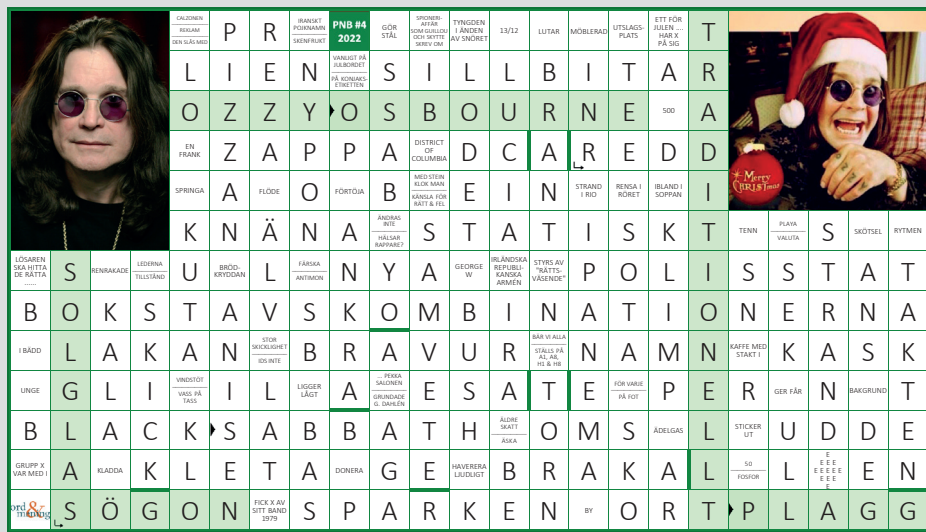 CALZONEN REKLAM DEN SLÅS MED P R IRANSKT POJKNAMN SKENFRUKT PNB #4 2022 GÖR STÅL SPIONERI-AFFÄR SOM GUILLOU OCH SKYTTE SKREV OM TYNGDEN I ÄNDEN AV SNÖRET 13/12 LUTAR MÖBLERAD UTSLAGS-PLATS ETT FÖR JULEN ... HAR X PÅ SIG T
L I E N VANLIGT PÅ JULBORDET PÅ KONJAKS-ETIKETTEN S I L L B I T A R
O Z Z Y O S B O U R N E 500 A
EN FRANK Z A P P A DISTRICT OF COLUMBIA D C A R E D D
SPRINGA A FLÖDE O FÖRTÖJA B MED STEIN KLOK MAN KÄNSLA FÖR RÄTT & FEL E I N STRAND I RIO RENSA I RÖRET IBLAND I SOPPAN I
Merry CHRISTmas
K N Ä N A ÄNDRAS INTE HÄLSAR RAPPARE? S T A T I S K T TENN PLAYA VALUTA S SKÖTSEL RYTMEN
LÖSAREN SKA HITTA DE RÄTTA ...... S RENRAKADE LEDERNA TILLSTÅND U BRÖD-KRYDDAN L FÄRSKA ANTIMON N Y A GEORGE W IRLÄNDSKA REPUBLI-KANSKA ARMÉN STYRS AV "RÄTTS-VÄSENDE" P O L I S S T A T
B O K S T A V S K O M B I N A T I O N E R N A
I BÄDD L A K A N STOR SKICKLIGHET IDS INTE B R A V U R BÄR VI ALLA STÄLLS PÅ A1, A8, H1 & H8 N A M N KAFFE MED STAKT I K A S K
UNGE G L I VINDSTÖT VASS PÅ TASS I L LIGGER LÅGT A ... PEKKA SALONEN GRUNDADE G. DAHLÉN E S A T E FÖR VARJE PÅ FOT P E R GER FÅR N BAKGRUND T
B L A C K S A B B A T H ÄLDRE SKATT ÄSKA O M S ÄDELGAS L STICKER UT U D D E
GRUPP X VAR MED I A KLADDA K L E T A DONERA G E HAVERERA LJUDLIGT B R A K A L 50 FOSFOR L E E E E E E E E E E E E N
ord & mening S Ö G O N FICK X AV SITT BAND 1979 S P A R K E N BY O R T P L A G G